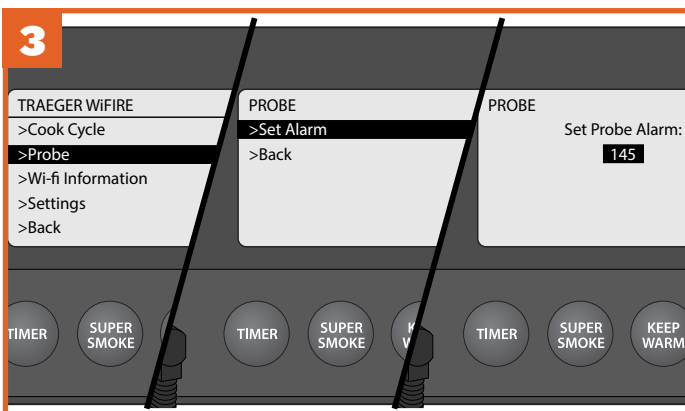 3
TRAEGER WiFIRE
>Cook Cycle
>Probe
>Wi-fi Information
>Settings
>Back
TIMER
SUPER
SMOKE
PROBE
>Set Alarm
>Back
TIMER
SUPER
SMOKE
PROBE
Set Probe Alarm:
145
TIMER
SUPER
SMOKE
KEEP
WARM